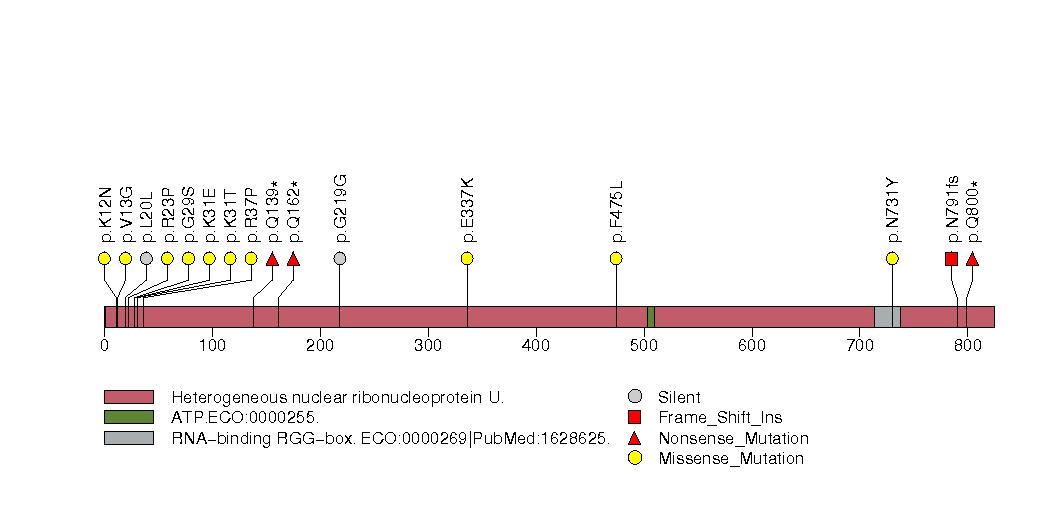 p.K12N
p.V13G
p.L20L
p.R23P
p.G29S
p.K31E
p.K31T
p.R37P
p.Q139*
p.Q162*
p.G219G
p.E337K
p.F475L
p.N731Y
p.N791fs
p.Q800*
0 100 200 300 400 500 600 700 800
Heterogeneous nuclear ribonucleoprotein U.
ATP.ECO:0000255.
RNA−binding RGG−box. ECO:0000269|PubMed:1628625.
Silent
Frame_Shift_Ins
Nonsense_Mutation
Missense_Mutation